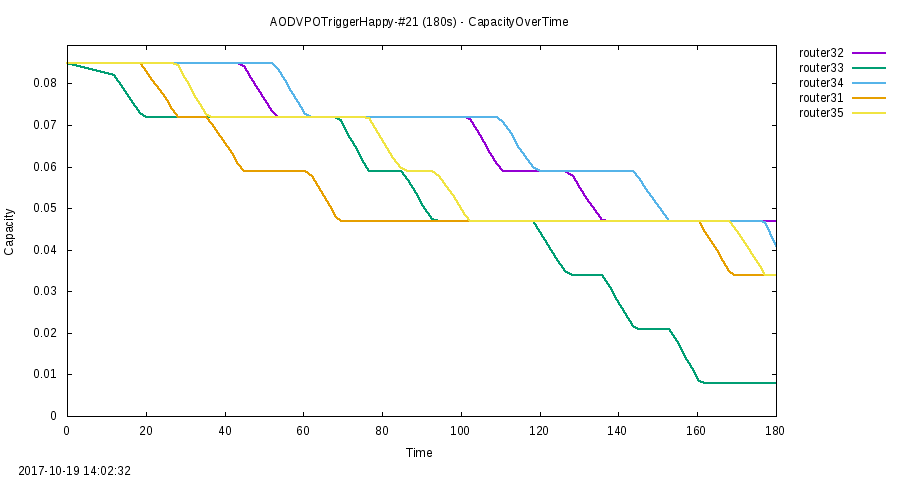 AODVPOTriggerHappy-#21 (180s) - CapacityOverTime
router32
router33
router34
router31
router35
0.08
0.07
0.06
0.05
0.04
0.03
0.02
0.01
0
Capacity
0 20 40 60 80 100 120 140 160 180
Time
2017-10-19 14:02:32